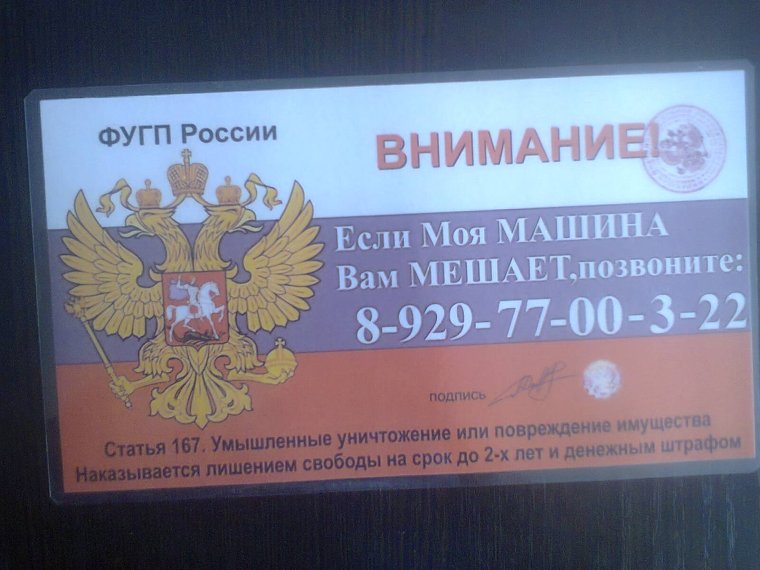 ФУГП России
ВНИМАНИЕ!
Если Моя МАШИНА
Вам МЕШАЕТ,позвоните:
8-929-77-00-3-22
подпись
Статья 167. Умышленные уничтожение или повреждение имущества
Наказывается лишением свободы на срок до 2-х лет и денежным штрафом